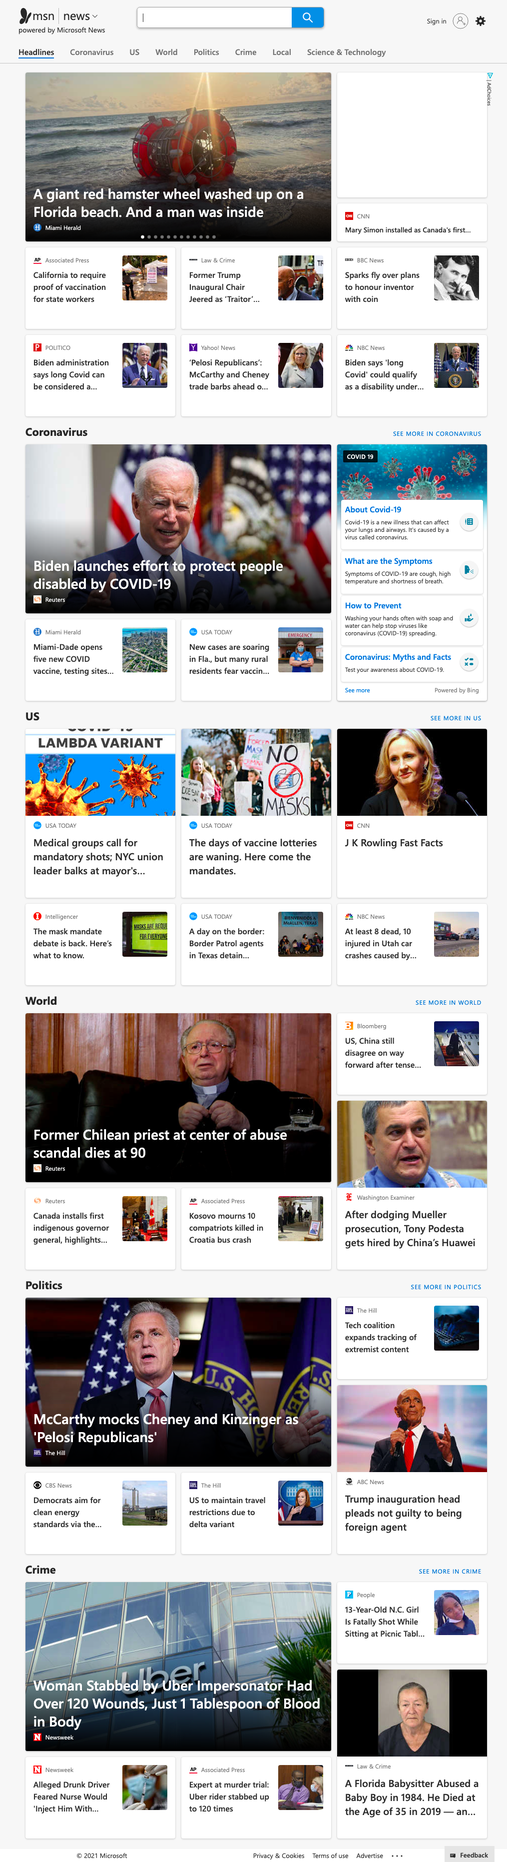 msn | news
powered by Microsoft News
Sign in
Headlines
Coronavirus
US
World
Politics
Crime
Local
Science & Technology
A giant red hamster wheel washed up on a
Florida beach. And a man was inside
Miami Herald
AdChoices
CNN
Mary Simon installed as Canada's first...
AP Associated Press
California to require
proof of vaccination
for state workers
Law & Crime
Former Trump
Inaugural Chair
Jeered as 'Traitor'...
BBC News
Sparks fly over plans
to honour inventor
with coin
POLITICO
Biden administration
says long Covid can
be considered a...
Yahoo! News
'Pelosi Republicans':
McCarthy and Cheney
trade barbs ahead o...
NBC News
Biden says 'long
Covid' could qualify
as a disability under...
Coronavirus
SEE MORE IN CORONAVIRUS
Biden launches effort to protect people
disabled by COVID-19
Reuters
COVID 19
About Covid-19
Covid-19 is a new illness that can affect
your lungs and airways. It's caused by a
virus called coronavirus.
What are the Symptoms
Symptoms of COVID-19 are cough, high
temperature and shortness of breath.
How to Prevent
Washing your hands often with soap and
water can help stop viruses like
coronavirus (COVID-19) spreading.
Coronavirus: Myths and Facts
Test your awareness about COVID-19.
See more
Powered by Bing
Miami Herald
Miami-Dade opens
five new COVID
vaccine, testing sites...
USA TODAY
New cases are soaring
in Fla., but many rural
residents fear vaccin...
EMERGENCY
US
SEE MORE IN US
COVID-19
LAMBDA VARIANT
USA TODAY
Medical groups call for
mandatory shots; NYC union
leader balks at mayor's...
NO
MASKS
USA TODAY
The days of vaccine lotteries
are waning. Here come the
mandates.
CNN
J K Rowling Fast Facts
Intelligencer
The mask mandate
debate is back. Here's
what to know.
MASKS ARE REQUI
FOR EVERYONE
USA TODAY
A day on the border:
Border Patrol agents
in Texas detain...
NBC News
At least 8 dead, 10
injured in Utah car
crashes caused by...
World
SEE MORE IN WORLD
Former Chilean priest at center of abuse
scandal dies at 90
Reuters
Bloomberg
US, China still
disagree on way
forward after tense...
Washington Examiner
After dodging Mueller
prosecution, Tony Podesta
gets hired by China's Huawei
Reuters
Canada installs first
indigenous governor
general, highlights...
AP Associated Press
Kosovo mourns 10
compatriots killed in
Croatia bus crash
Politics
SEE MORE IN POLITICS
McCarthy mocks Cheney and Kinzinger as
'Pelosi Republicans'
The Hill
The Hill
Tech coalition
expands tracking of
extremist content
ABC News
Trump inauguration head
pleads not guilty to being
foreign agent
CBS News
Democrats aim for
clean energy
standards via the...
The Hill
US to maintain travel
restrictions due to
delta variant
Crime
SEE MORE IN CRIME
Uber
Woman Stabbed by Uber Impersonator Had
Over 120 Wounds, Just 1 Tablespoon of Blood
in Body
Newsweek
People
13-Year-Old N.C. Girl
Is Fatally Shot While
Sitting at Picnic Tabl...
Law & Crime
A Florida Babysitter Abused a
Baby Boy in 1984. He Died at
the Age of 35 in 2019 — an...
Newsweek
Alleged Drunk Driver
Feared Nurse Would
'Inject Him With...
AP Associated Press
Expert at murder trial:
Uber rider stabbed up
to 120 times
© 2021 Microsoft
Privacy & Cookies
Terms of use
Advertise
Feedback